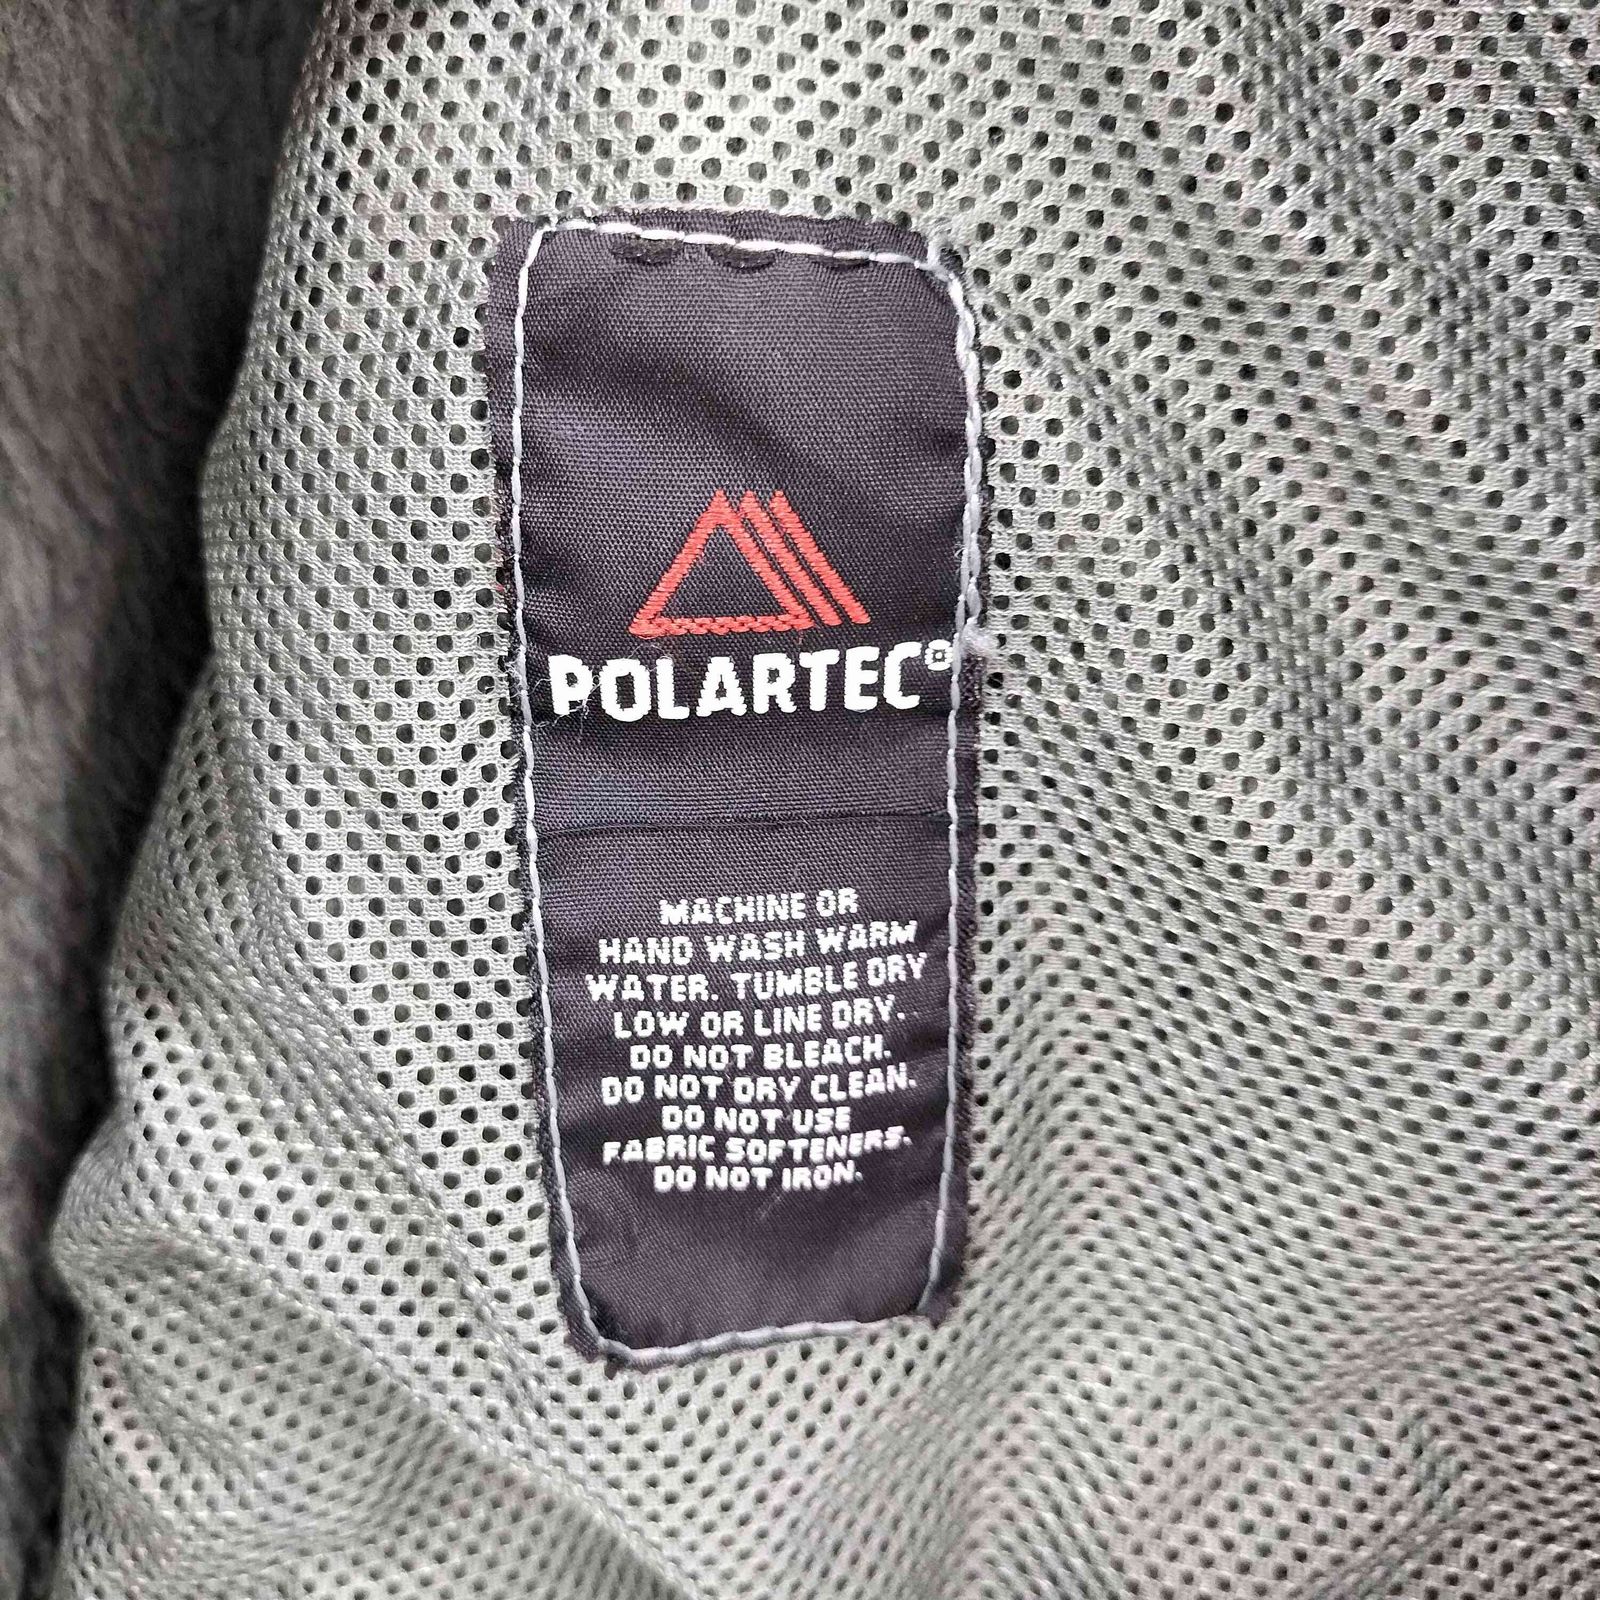 POLARTEC®
MACHINE OR
HAND WASH WARM
WATER. TUMBLE DRY
LOW OR LINE DRY.
DO NOT BLEACH.
DO NOT DRY CLEAN.
DO NOT USE
FABRIC SOFTENERS.
DO NOT IRON.